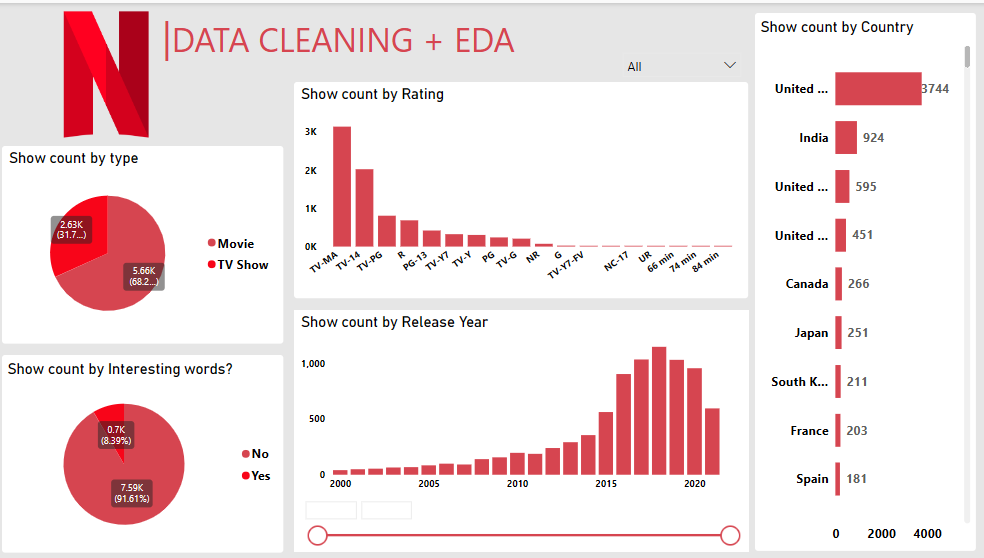 N
DATA CLEANING + EDA
All
Show count by type
2.63K
(31.7...)
5.66K
(68.2...)
Movie
TV Show
Show count by Interesting words?
0.7K
(8.39%)
7.59K
(91.61%)
No
Yes
Show count by Rating
3K
2K
1K
0K
TV-MA
TV-14
TV-PG
R
PG-13
TV-Y7
TV-Y
PG
TV-G
NR
G
TV-Y7-FV
NC-17
UR
66 min
74 min
84 min
Show count by Release Year
1,000
500
0
2000 2005 2010 2015 2020
Show count by Country
United ... 3744
India 924
United ... 595
United ... 451
Canada 266
Japan 251
South K... 211
France 203
Spain 181
0 2000 4000